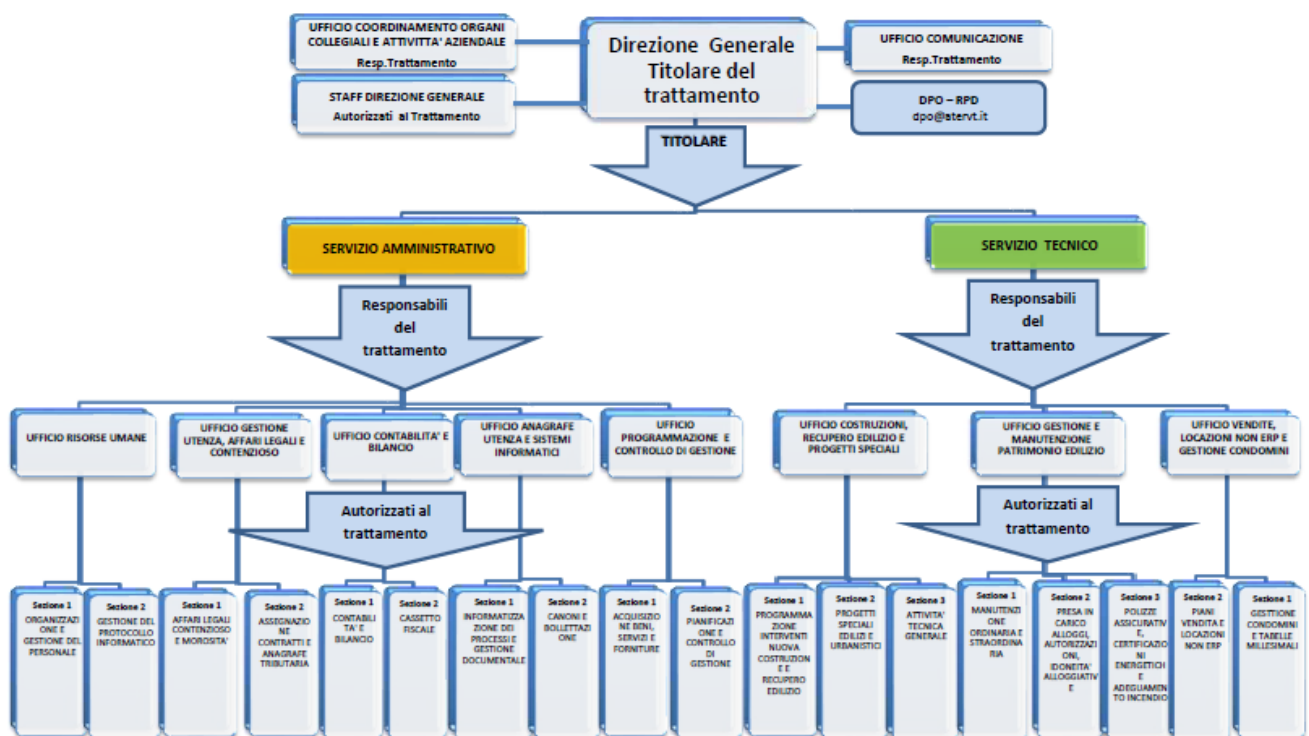 UFFICIO COORDINAMENTO ORGANI
COLLEGIALI E ATTIVITTA' AZIENDALE
Resp.Trattamento
Direzione Generale
Titolare del
trattamento
UFFICIO COMUNICAZIONE
Resp.Trattamento
STAFF DIREZIONE GENERALE
Autorizzati al Trattamento
DPO – RPD
dpo@atervt.it
TITOLARE
SERVIZIO AMMINISTRATIVO
SERVIZIO TECNICO
Responsabili
del
trattamento
Responsabili
del
trattamento
UFFICIO RISORSE UMANE
UFFICIO GESTIONE
UTENZA, AFFARI LEGALI E
CONTENZIOSO
UFFICIO CONTABILITA' E
BILANCIO
UFFICIO ANAGRAFE
UTENZA E SISTEMI
INFORMATICI
UFFICIO
PROGRAMMAZIONE E
CONTROLLO DI GESTIONE
UFFICIO COSTRUZIONI,
RECUPERO EDILIZIO E
PROGETTI SPECIALI
UFFICIO GESTIONE E
MANUTENZIONE
PATRIMONIO EDILIZIO
UFFICIO VENDITE,
LOCAZIONI NON ERP E
GESTIONE CONDOMINI
Autorizzati al
trattamento
Autorizzati al
trattamento
Sezione 1
ORGANIZZAZI
ONE E
GESTIONE DEL
PERSONALE
Sezione 2
GESTIONE DEL
PROTOCOLLO
INFORMATICO
Sezione 1
AFFARI LEGALI
CONTENZIOSO
E MOROSITA'
Sezione 2
ASSEGNAZIO
NE
CONTRATTI E
ANAGRAFE
TRIBUTARIA
Sezione 1
CONTABILI
TA' E
BILANCIO
Sezione 2
CASSETTO
FISCALE
Sezione 1
INFORMATIZZA
ZIONE DEI
PROCESSI E
GESTIONE
DOCUMENTALE
Sezione 2
CANONI E
BOLLETTAZI
ONE
Sezione 1
ACQUISIZIO
NE BENI,
SERVIZI E
FORNITURE
Sezione 2
PIANIFICAZI
ONE E
CONTROLLO
DI
GESTIONE
Sezione 1
PROGRAMMA
ZIONE
INTERVENTI
NUOVA
COSTRUZION
E E
RECUPERO
EDILIZIO
Sezione 2
PROGETTI
SPECIALI
EDILIZI E
URBANISTICI
Sezione 3
ATTIVITA'
TECNICA
GENERALE
Sezione 1
MANUTENZI
ONE
ORDINARIA E
STRAORDINA
RIA
Sezione 2
PRESA IN
CARICO
ALLOGGI,
AUTORIZZAZI
ONI,
IDONEITA'
ALLOGGIATIV
E
Sezione 3
POLIZZE
ASSICURATIV
E,
CERTIFICAZIO
NI
ENERGETICH E
ADEGUAMEN
TO INCENDIO
Sezione 2
PIANI
VENDITA E
LOCAZIONI
NON ERP
Sezione 1
GESTTIONE
CONDOMINI
E TABELLE
MILLESIMALI